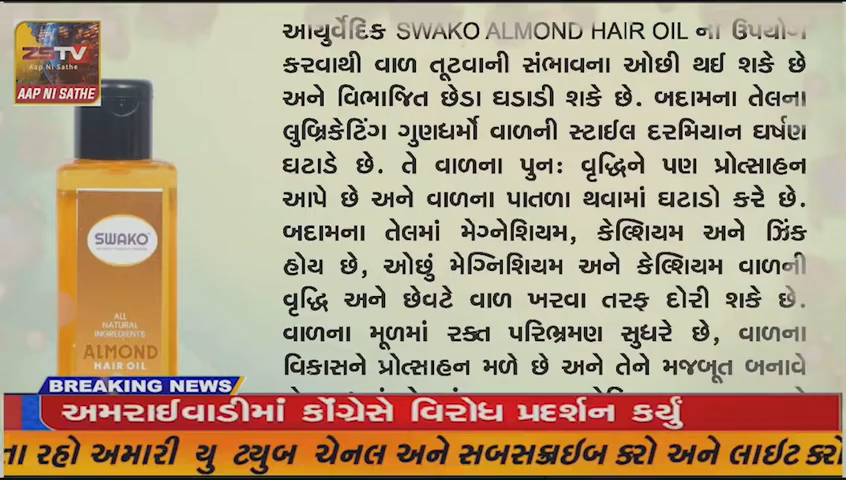 ZSTV
Aap Ni Sathe
AAP NI SATHE
આયુર્વેદિક SWAKO ALMOND HAIR OIL ના ઉપયોગ
કરવાથી વાળ તૂટવાની સંભાવના ઓછી થઈ શકે છે
અને વિભાજિત છેડા ઘડાડી શકે છે. બદામના તેલના
લુબ્રિકેટિંગ ગુણધર્મો વાળની સ્ટાઈલ દરમિયાન ઘર્ષણ
ઘટાડે છે. તે વાળના પુનઃ વૃદ્ધિને પણ પ્રોત્સાહન
આપે છે અને વાળના પાતળા થવામાં ઘટાડો કરે છે.
બદામના તેલમાં મેગ્નેશિયમ, કેલ્શિયમ અને ઝિંક
હોય છે, ઓછું મેગ્નિશિયમ અને કેલ્શિયમ વાળની
વૃદ્ધિ અને છેવટે વાળ ખરવા તરફ દોરી શકે છે.
વાળના મૂળમાં રક્ત પરિભ્રમણ સુધરે છે, વાળના
વિકાસને પ્રોત્સાહન મળે છે અને તેને મજબૂત બનાવે
SWAKO
ALL
NATURAL
INGREDIENTS
ALMOND
HAIR OIL
BREAKING NEWS
અમરાઈવાડીમાં કોંગ્રેસે વિરોધ પ્રદર્શન કર્યું
તા રહો અમારી યુ ટ્યુબ ચેનલ અને સબસક્રાઇબ કરો અને લાઈટ કરો